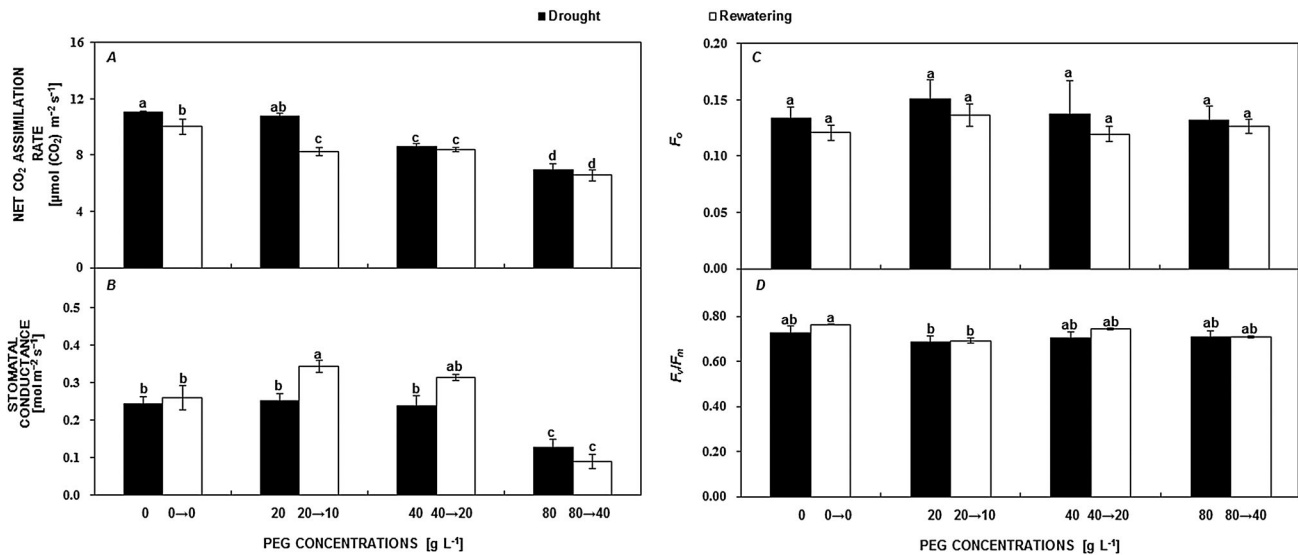 Drought Rewatering
A
NET CO₂ ASSIMILATION
RATE
[µmol (CO₂) m⁻² s⁻¹]
16
12
8
4
0
a b ab c c c d d
B
STOMATAL
CONDUCTANCE
[mol m⁻² s⁻¹]
0.5
0.4
0.3
0.2
0.1
0.0
b b b a b ab c c
0 0→0 20 20→10 40 40→20 80 80→40
PEG CONCENTRATIONS [g L⁻¹]
C
Fₒ
0.20
0.15
0.10
0.05
0.00
a a a a a a a a
D
Fᵥ/Fₘ
0.80
0.60
0.40
0.20
0.00
ab a b b ab ab ab ab
0 0→0 20 20→10 40 40→20 80 80→40
PEG CONCENTRATIONS [g L⁻¹]